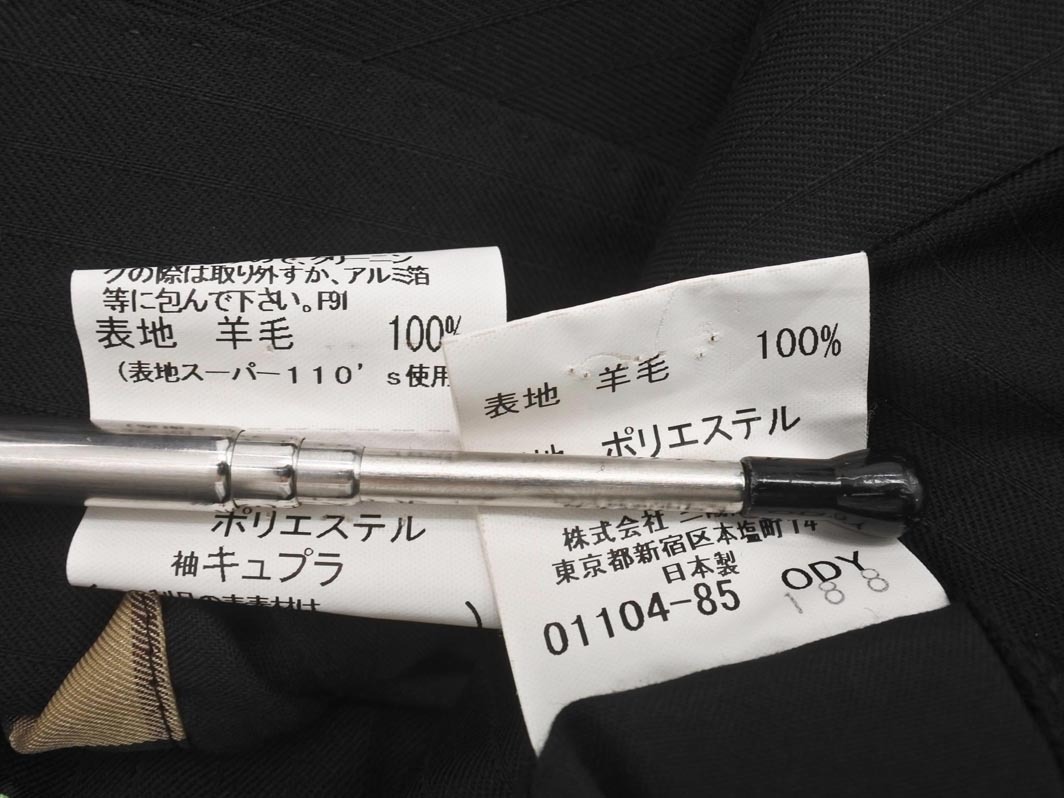 グの際は取り外すか、アルミ箔
等に包んで下さい。F91
表地 羊毛 100%
(表地スーパー110's使用
ポリエステル
袖キュプラ
表地 羊毛 100%
ポリエステル
株式会社
東京都新宿区本塩町14
日本製
01104-85 ODY
188